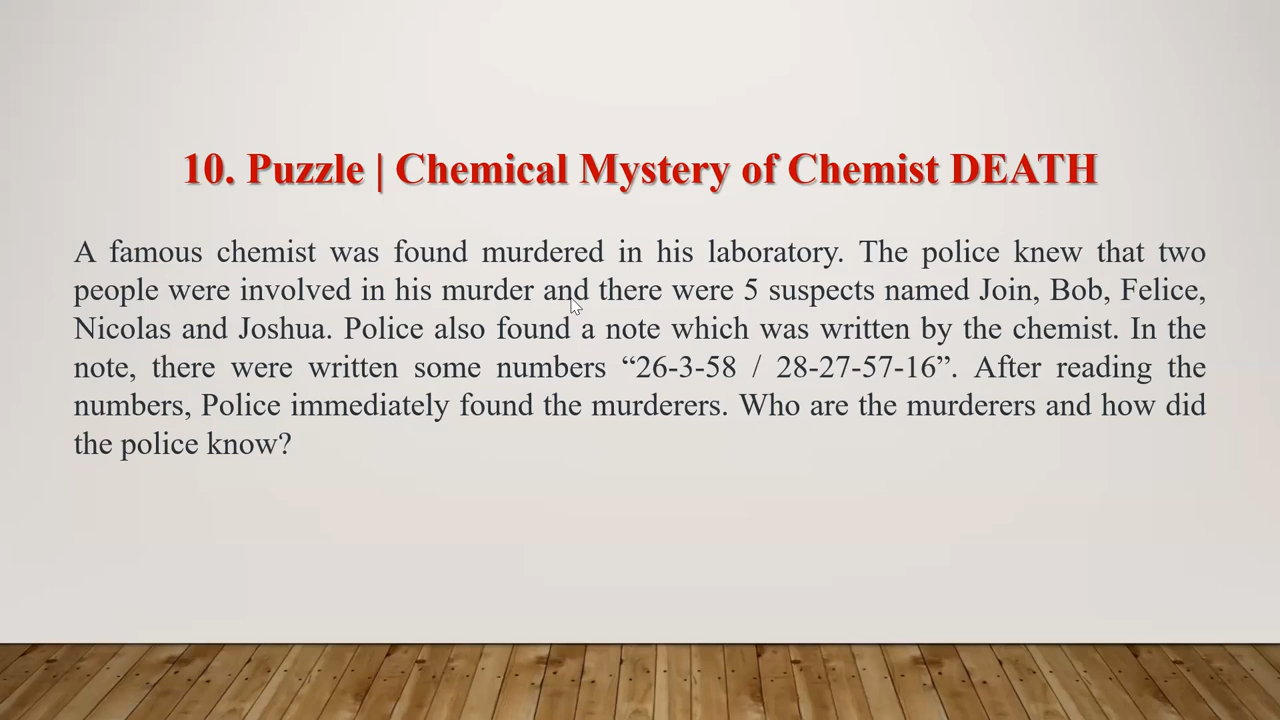 10. Puzzle | Chemical Mystery of Chemist DEATH
A famous chemist was found murdered in his laboratory. The police knew that two
people were involved in his murder and there were 5 suspects named Join, Bob, Felice,
Nicolas and Joshua. Police also found a note which was written by the chemist. In the
note, there were written some numbers “26-3-58 / 28-27-57-16”. After reading the
numbers, Police immediately found the murderers. Who are the murderers and how did
the police know?